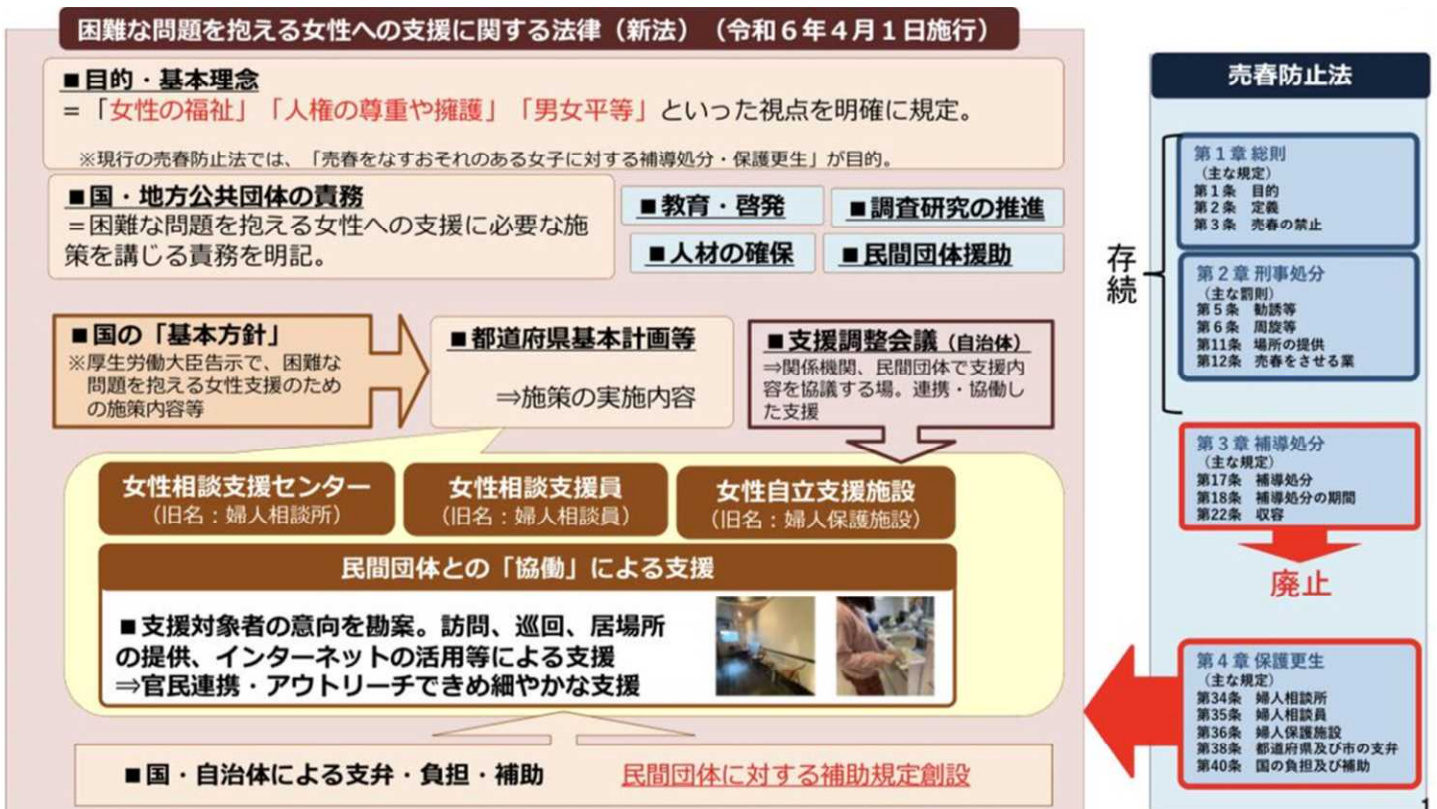 困難な問題を抱える女性への支援に関する法律（新法）（令和６年４月１日施行）
■目的・基本理念
＝「女性の福祉」「人権の尊重や擁護」「男女平等」といった視点を明確に規定。
※現行の売春防止法では、「売春をなすおそれのある女子に対する補導処分・保護更生」が目的。
■国・地方公共団体の責務
＝困難な問題を抱える女性への支援に必要な施
策を講じる責務を明記。
■教育・啓発
■調査研究の推進
■人材の確保
■民間団体援助
■国の「基本方針」
※厚生労働大臣告示で、困難な
問題を抱える女性支援のため
の施策内容等
■都道府県基本計画等
⇒施策の実施内容
■支援調整会議（自治体）
⇒関係機関、民間団体で支援内
容を協議する場。連携・協働し
た支援
女性相談支援センター
（旧名：婦人相談所）
女性相談支援員
（旧名：婦人相談員）
女性自立支援施設
（旧名：婦人保護施設）
民間団体との「協働」による支援
■支援対象者の意向を勘案。訪問、巡回、居場所
の提供、インターネットの活用等による支援
⇒官民連携・アウトリーチできめ細やかな支援
■国・自治体による支弁・負担・補助 民間団体に対する補助規定創設
売春防止法
存続
第１章 総則
（主な規定）
第１条 目的
第２条 定義
第３条 売春の禁止
第２章 刑事処分
（主な罰則）
第５条 勧誘等
第６条 周旋等
第11条 場所の提供
第12条 売春をさせる業
第３章 補導処分
（主な規定）
第17条 補導処分
第18条 補導処分の期間
第22条 収容
廃止
第４章 保護更生
（主な規定）
第34条 婦人相談所
第35条 婦人相談員
第36条 婦人保護施設
第38条 都道府県及び市の支弁
第40条 国の負担及び補助
1